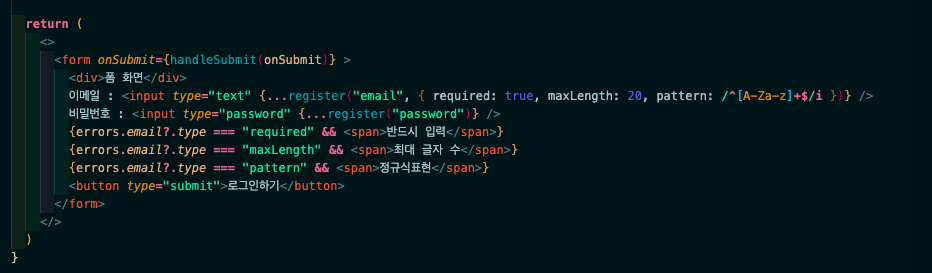 return (
<>
<form onSubmit={handleSubmit(onSubmit)} >
<div>폼 화면</div>
이메일 : <input type="text" {...register("email", { required: true, maxLength: 20, pattern: /^[A-Za-z]+$/i })} />
비밀번호 : <input type="password" {...register("password")} />
{errors.email?.type === "required" && <span>반드시 입력</span>}
{errors.email?.type === "maxLength" && <span>최대 글자 수</span>}
{errors.email?.type === "pattern" && <span>정규식표현</span>}
<button type="submit">로그인하기</button>
</form>
</>
)
}